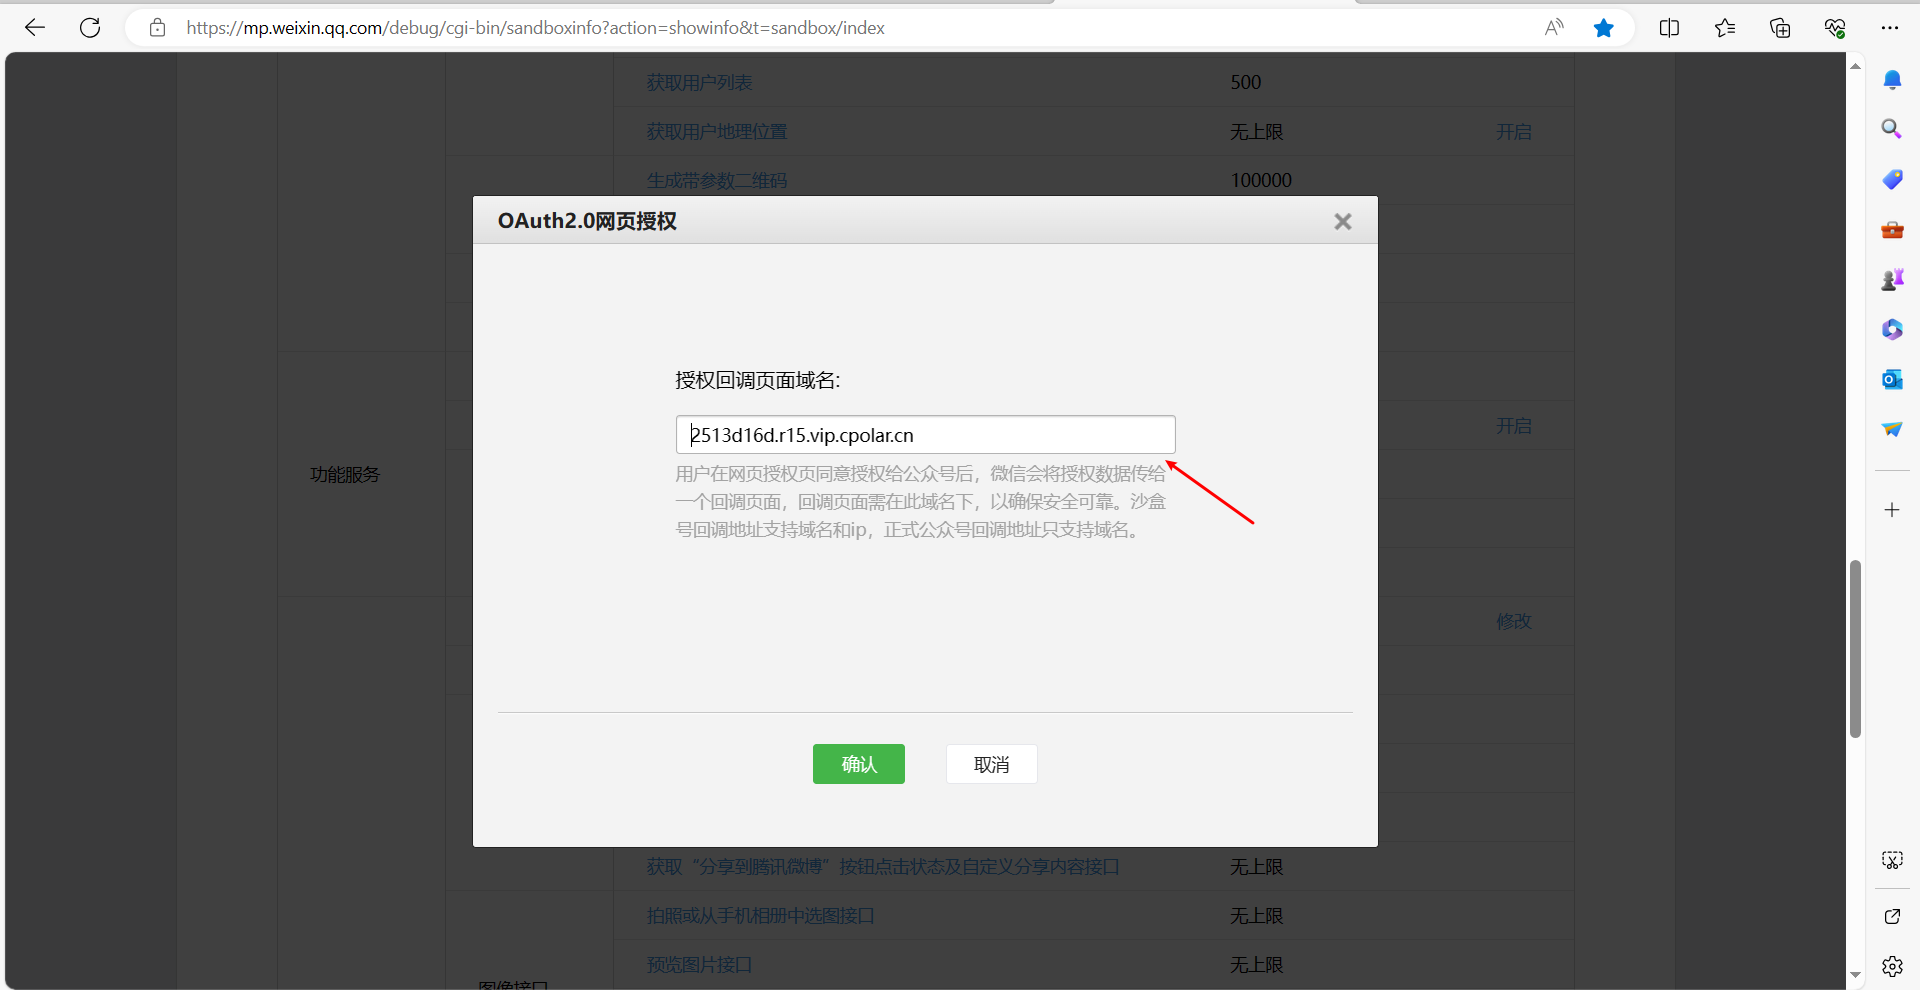 https://mp.weixin.qq.com/debug/cgi-bin/sandboxinfo?action=showinfo&t=sandbox/index
获取用户列表 500
获取用户地理位置 无上限 开启
生成带参数二维码 100000
OAuth2.0网页授权
授权回调页面域名:
2513d16d.r15.vip.cpolar.cn
开启
用户在网页授权页同意授权给公众号后，微信会将授权数据传给
一个回调页面，回调页面需在此域名下，以确保安全可靠。沙盒
号回调地址支持域名和ip，正式公众号回调地址只支持域名。
功能服务
修改
确认 取消
获取“分享到腾讯微博”按钮点击状态及自定义分享内容接口 无上限
拍照或从手机相册中选图接口 无上限
预览图片接口 无上限
图像接口